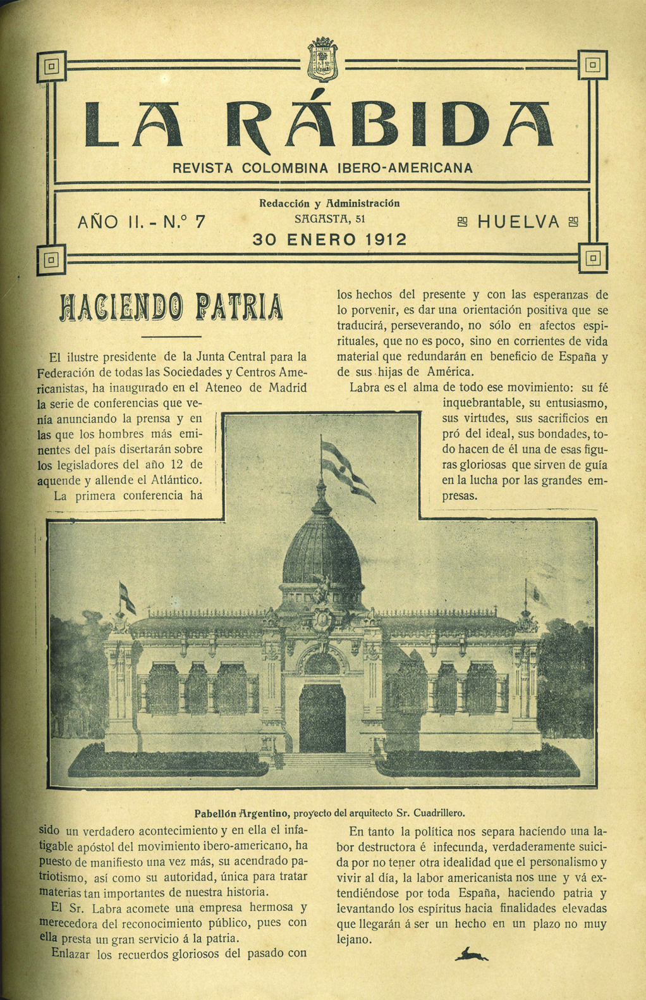 LA RÁBIDA
REVISTA COLOMBINA IBERO-AMERICANA
AÑO II. - N.º 7
Redacción y Administración
SAGASTA, 51
30 ENERO 1912
HUELVA
HACIENDO PATRIA
El ilustre presidente de la Junta Central para la
Federación de todas las Sociedades y Centros Ame-
ricanistas, ha inaugurado en el Ateneo de Madrid
la serie de conferencias que ve-
nía anunciando la prensa y en
las que los hombres más emi-
nentes del país disertarán sobre
los legisladores del año 12 de
aquende y allende el Atlántico.
La primera conferencia ha
sido un verdadero acontecimiento y en ella el infa-
tigable apóstol del movimiento ibero-americano, ha
puesto de manifiesto una vez más, su acendrado pa-
triotismo, así como su autoridad, única para tratar
materias tan importantes de nuestra historia.
El Sr. Labra acomete una empresa hermosa y
merecedora del reconocimiento público, pues con
ella presta un gran servicio á la patria.
Enlazar los recuerdos gloriosos del pasado con
los hechos del presente y con las esperanzas de
lo porvenir, es dar una orientación positiva que se
traducirá, perseverando, no sólo en afectos espi-
rituales, que no es poco, sino en corrientes de vida
material que redundarán en beneficio de España y
de sus hijas de América.
Labra es el alma de todo ese movimiento: su fé
inquebrantable, su entusiasmo,
sus virtudes, sus sacrificios en
pró del ideal, sus bondades, to-
do hacen de él una de esas figu-
ras gloriosas que sirven de guía
en la lucha por las grandes em-
presas.
Pabellón Argentino, proyecto del arquitecto Sr. Cuadrillero.
En tanto la política nos separa haciendo una la-
bor destructora é infecunda, verdaderamente suici-
da por no tener otra idealidad que el personalismo y
vivir al día, la labor americanista nos une y vá ex-
tendiéndose por toda España, haciendo patria y
levantando los espíritus hacia finalidades elevadas
que llegarán á ser un hecho en un plazo no muy
lejano.